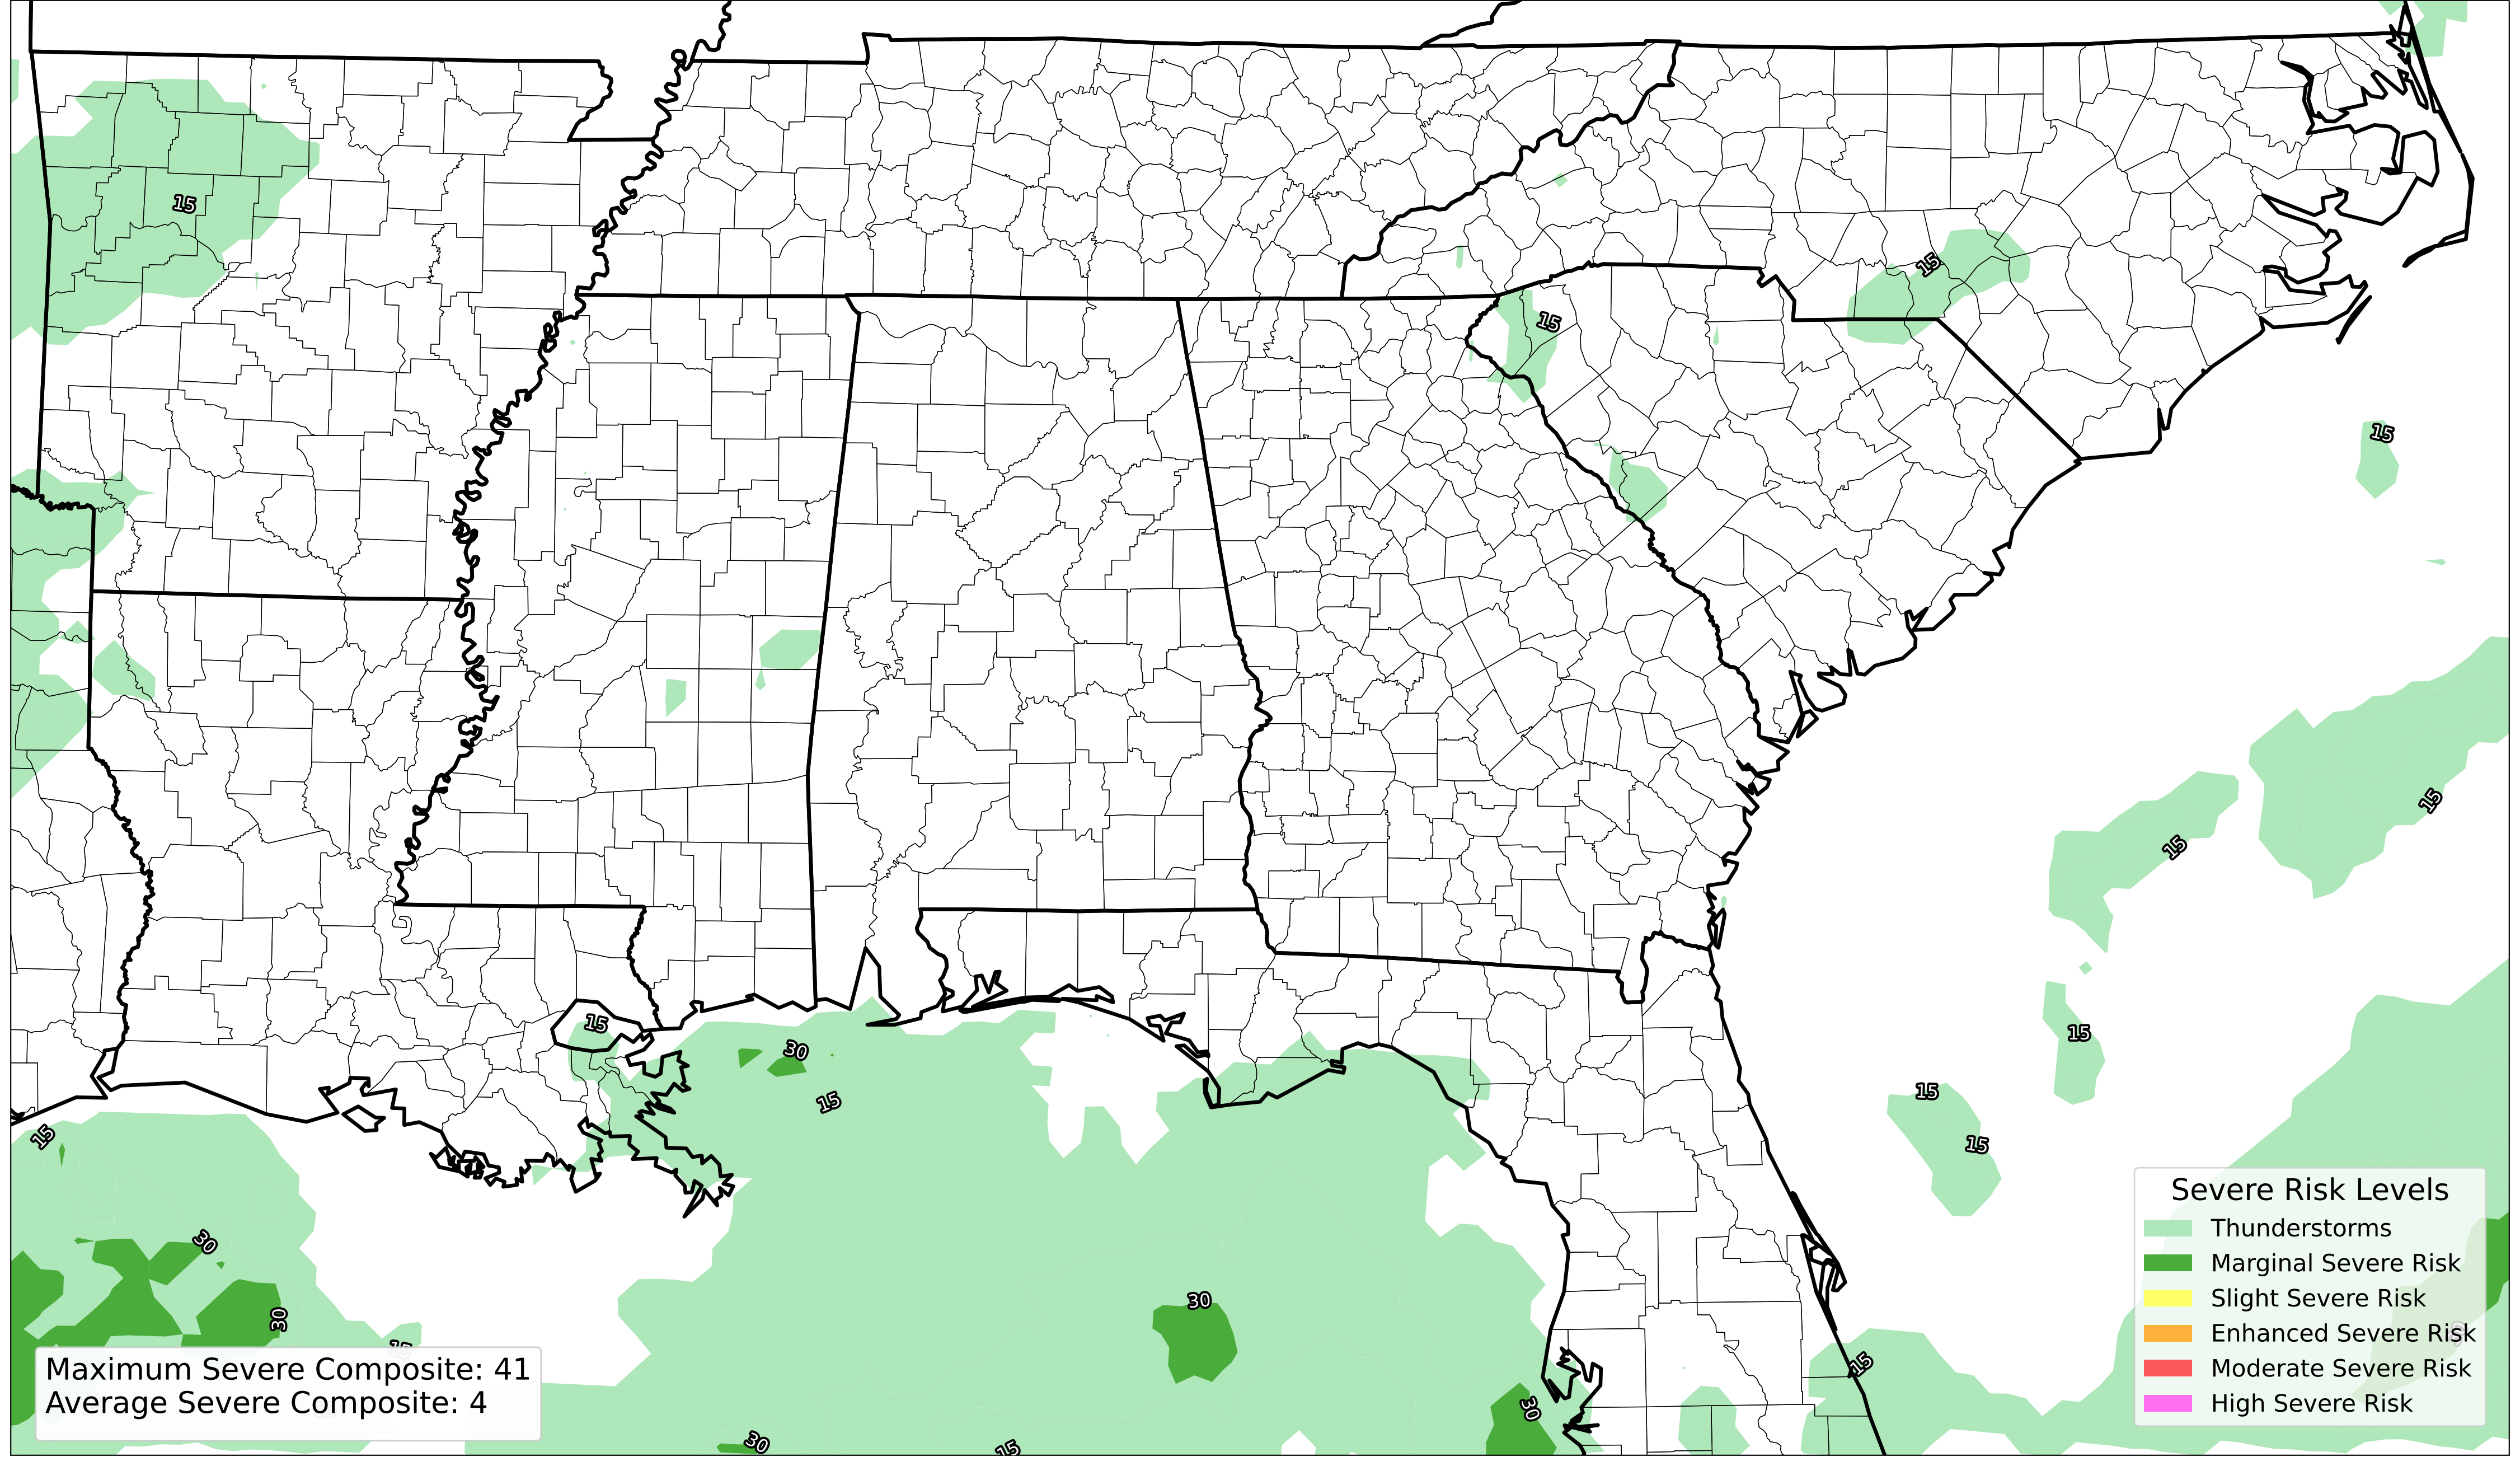 15
15
15
15
15
15
15
30
15
15
15
15
15
30
30
30
15
15
30
30
15
Severe Risk Levels
Thunderstorms
Marginal Severe Risk
Slight Severe Risk
Enhanced Severe Risk
Moderate Severe Risk
High Severe Risk
Maximum Severe Composite: 41
Average Severe Composite: 4